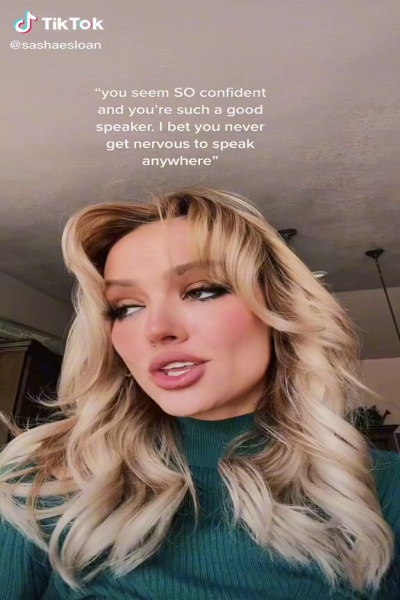 TikTok
@sashaesloan
“you seem SO confident
and you're such a good
speaker. I bet you never
get nervous to speak
anywhere”